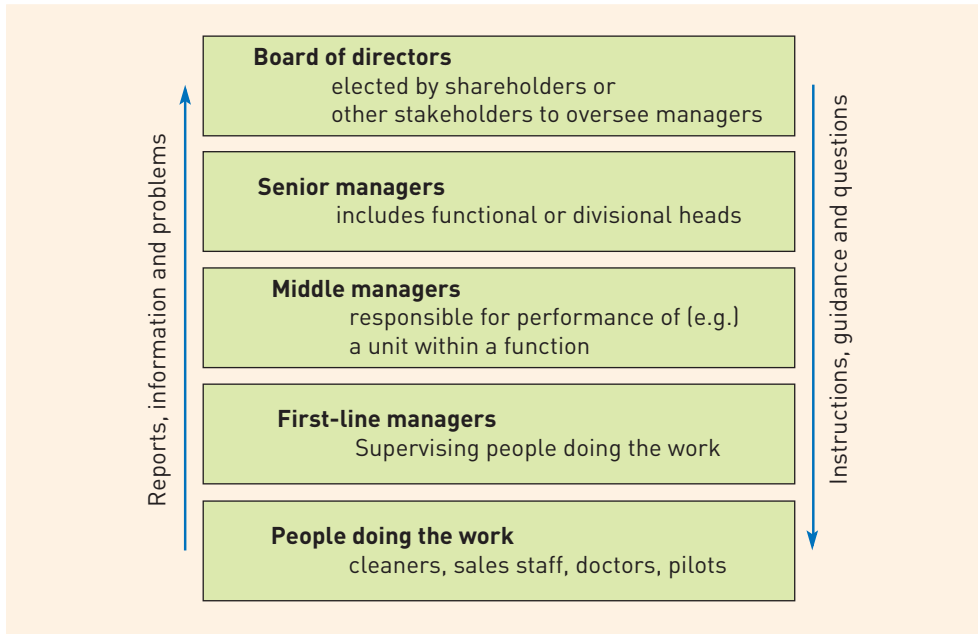 Board of directors
elected by shareholders or
other stakeholders to oversee managers
Senior managers
includes functional or divisional heads
Middle managers
responsible for performance of (e.g.)
a unit within a function
First-line managers
Supervising people doing the work
People doing the work
cleaners, sales staff, doctors, pilots
Reports, information and problems
Instructions, guidance and questions